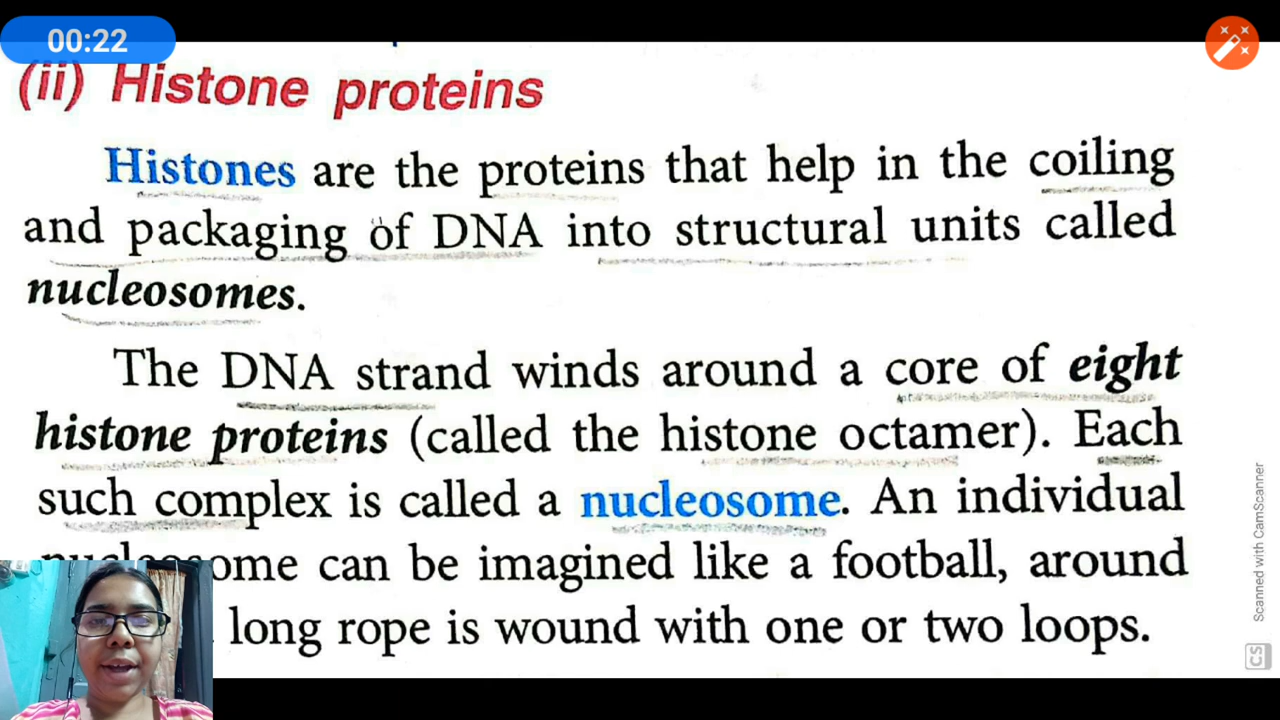 00:22
(ii) Histone proteins
Histones are the proteins that help in the coiling
and packaging of DNA into structural units called
nucleosomes.
The DNA strand winds around a core of eight
histone proteins (called the histone octamer). Each
such complex is called a nucleosome. An individual
can be imagined like a football, around
long rope is wound with one or two loops.
Scanned with CamScanner
CS